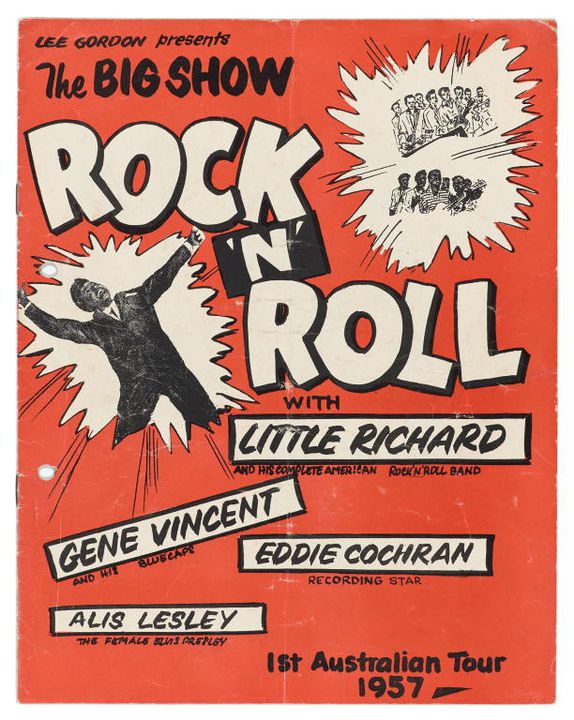 LEE GORDON presents
The BIG SHOW
ROCK
'N'
ROLL
WITH
LITTLE RICHARD
AND HIS COMPLETE AMERICAN ROCK'N'ROLL BAND
GENE VINCENT
AND HIS BLUECAPS
EDDIE COCHRAN
RECORDING STAR
ALIS LESLEY
THE FEMALE ELVIS PRESLEY
1st Australian Tour
1957